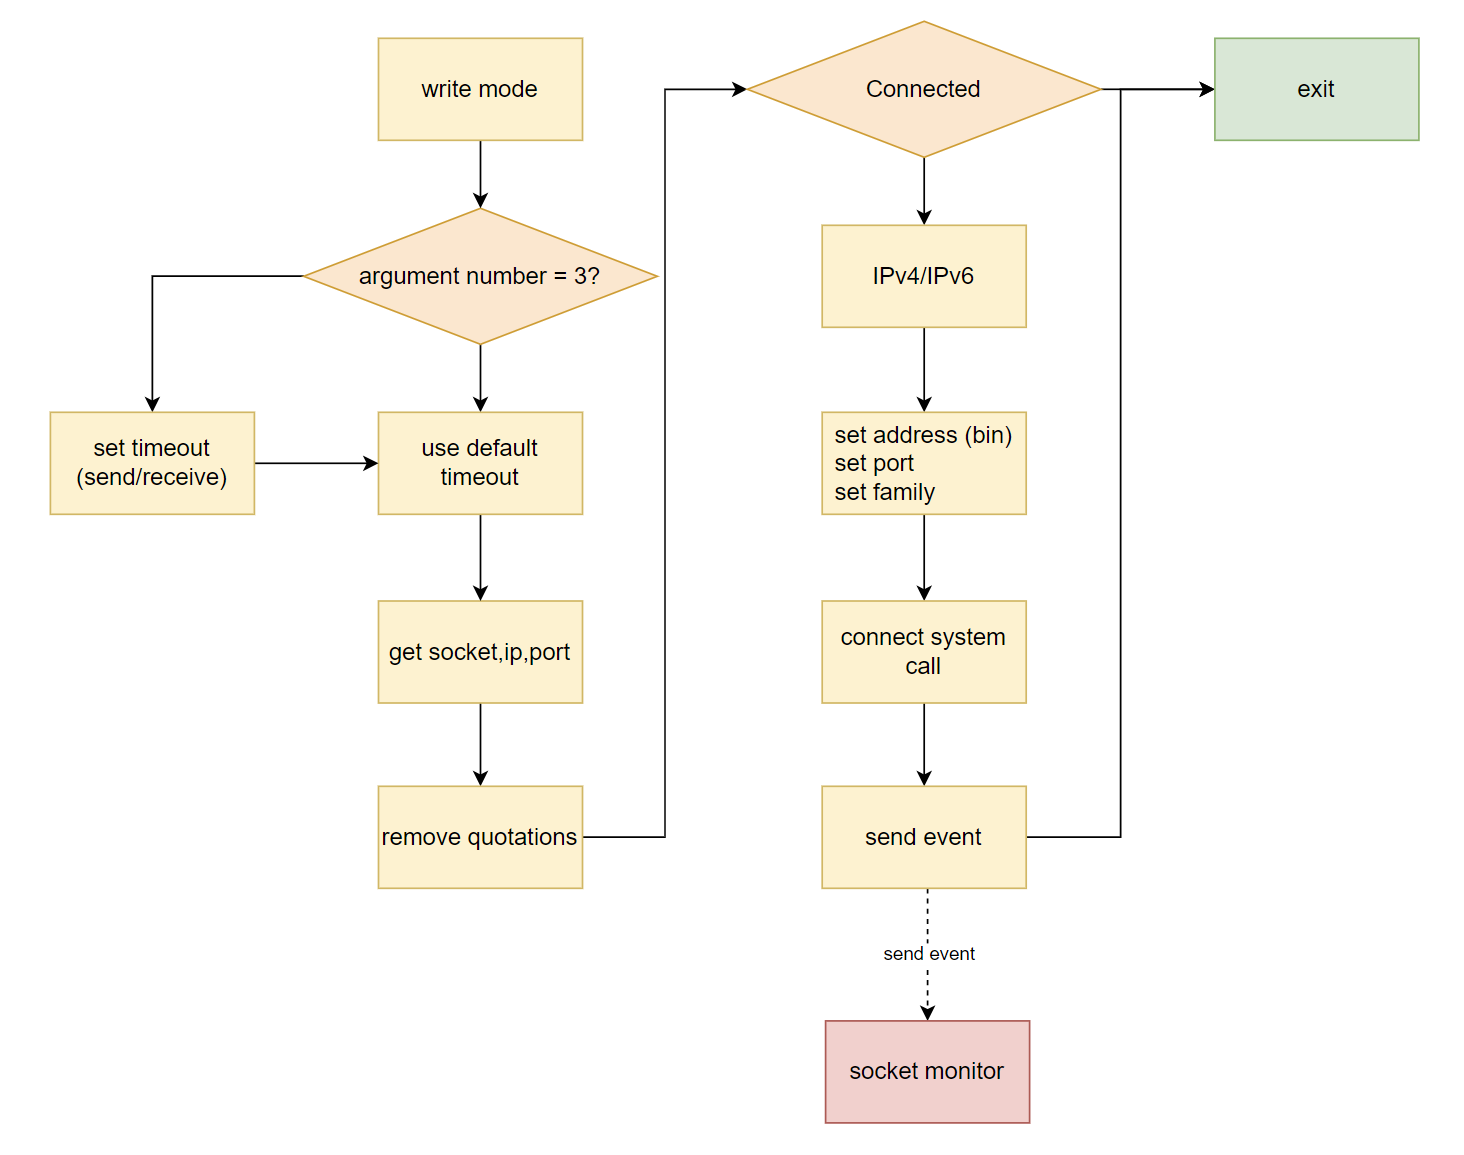 write mode
argument number = 3?
set timeout
(send/receive)
use default
timeout
get socket,ip,port
remove quotations
Connected
exit
IPv4/IPv6
set address (bin)
set port
set family
connect system
call
send event
send event
socket monitor